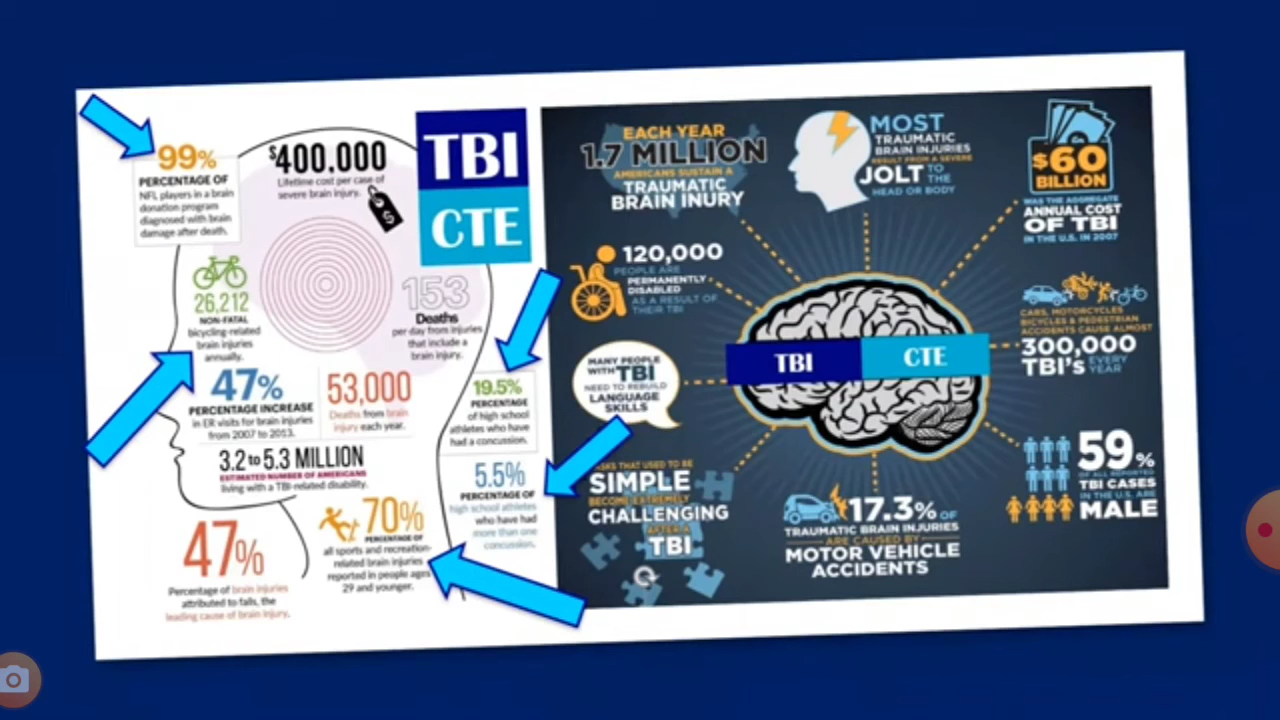 99%
PERCENTAGE OF
NFL players in a brain
donation program
diagnosed with brain
damage after death.
$400.000
Lifetime cost per case of
severe brain injury.
$
TBI
CTE
26,212
NON-FATAL
bicycling-related
brain injuries
annually.
153
Deaths
per day from injuries
that include a
brain injury.
47%
PERCENTAGE INCREASE
in ER visits for brain injuries
from 2007 to 2013.
53,000
Deaths from brain
injury each year.
19.5%
PERCENTAGE
of high school
athletes who have
had a concussion.
3.2 to 5.3 MILLION
ESTIMATED NUMBER OF AMERICANS
living with a TBI-related disability.
5.5%
PERCENTAGE OF
high school athletes
who have had
more than one
concussion.
47%
Percentage of brain injuries
attributed to falls, the
leading cause of brain injury.
70%
PERCENTAGE OF
all sports and recreation-
related brain injuries
reported in people ages
29 and younger.
EACH YEAR
1.7 MILLION
AMERICANS SUSTAIN A
TRAUMATIC
BRAIN INURY
MOST
TRAUMATIC
BRAIN INJURIES
RESULT FROM A SEVERE
JOLT TO THE
HEAD OR BODY
$60
BILLION
WAS THE AGGREGATE
ANNUAL COST
OF TBI
IN THE U.S. IN 2007
120,000
PEOPLE ARE
PERMANENTLY
DISABLED
AS A RESULT OF
THEIR TBI
CARS, MOTORCYCLES
BICYCLES & PEDESTRIAN
ACCIDENTS CAUSE ALMOST
300,000
TBI's EVERY YEAR
TBI
CTE
MANY PEOPLE
WITH TBI
NEED TO REBUILD
LANGUAGE
SKILLS
THAT USED TO BE
SIMPLE
BECOME EXTREMELY
CHALLENGING
AFTER A
TBI
17.3% OF
TRAUMATIC BRAIN INJURIES
ARE CAUSED BY
MOTOR VEHICLE
ACCIDENTS
59%
OF ALL REPORTED
TBI CASES
IN THE U.S. ARE
MALE